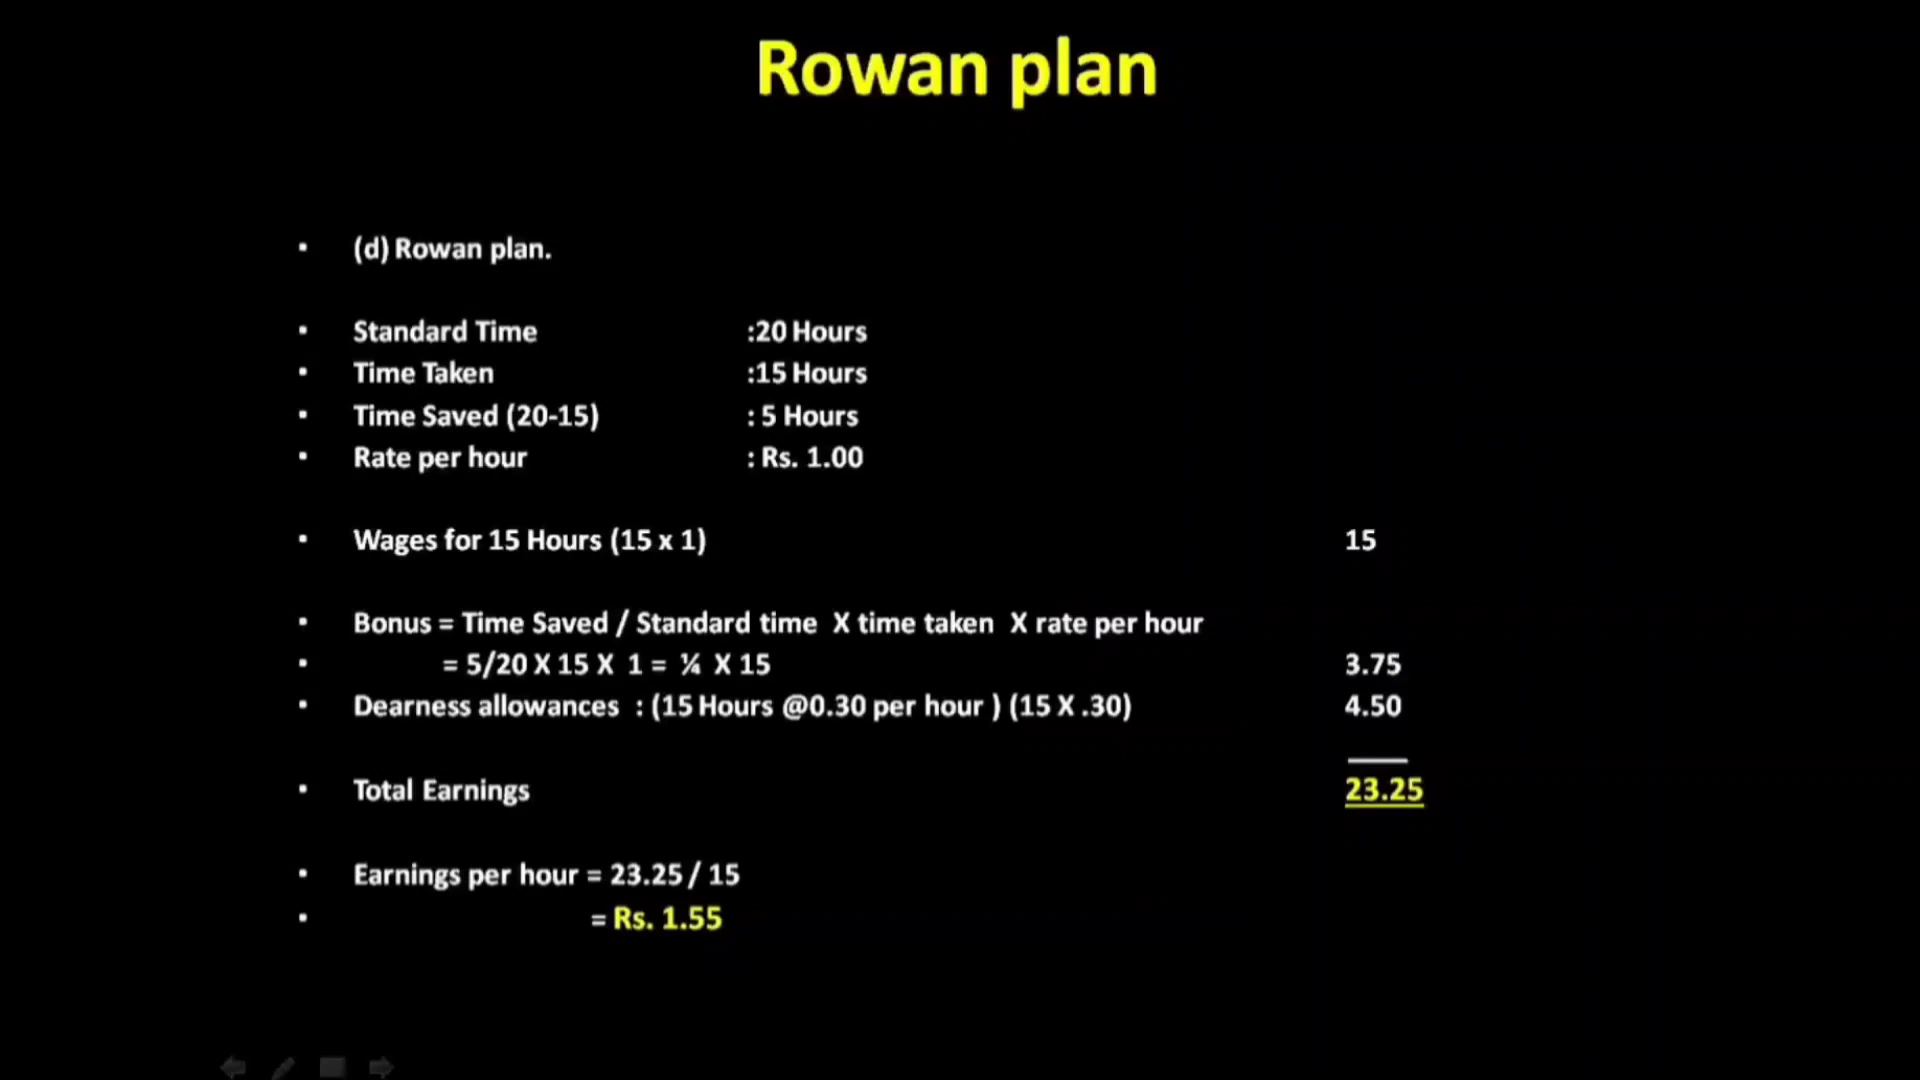 Rowan plan
• (d) Rowan plan.
• Standard Time :20 Hours
• Time Taken :15 Hours
• Time Saved (20-15) : 5 Hours
• Rate per hour : Rs. 1.00
• Wages for 15 Hours (15 x 1) 15
• Bonus = Time Saved / Standard time X time taken X rate per hour
• = 5/20 X 15 X 1 = ¼ X 15 3.75
• Dearness allowances : (15 Hours @0.30 per hour ) (15 X .30) 4.50
• Total Earnings 23.25
• Earnings per hour = 23.25 / 15
• = Rs. 1.55